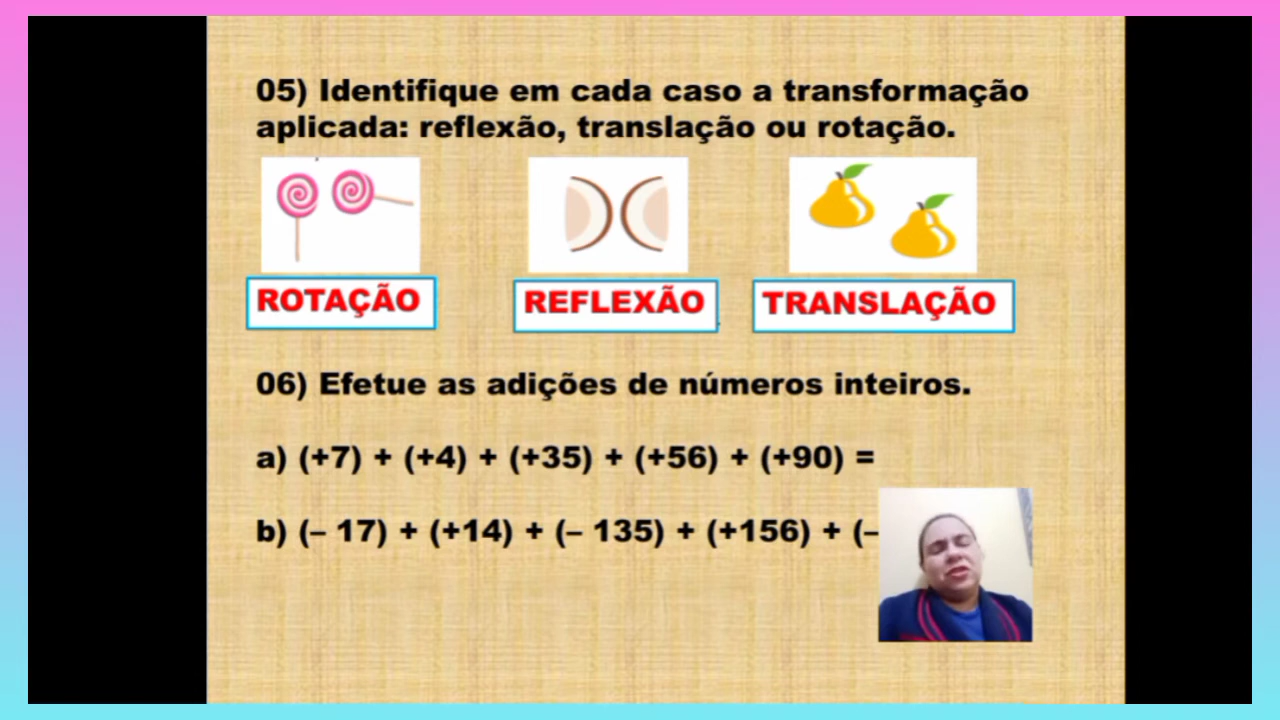 05) Identifique em cada caso a transformação
aplicada: reflexão, translação ou rotação.
ROTAÇÃO REFLEXÃO TRANSLAÇÃO
06) Efetue as adições de números inteiros.
a) (+7) + (+4) + (+35) + (+56) + (+90) =
b) (– 17) + (+14) + (– 135) + (+156) + (–